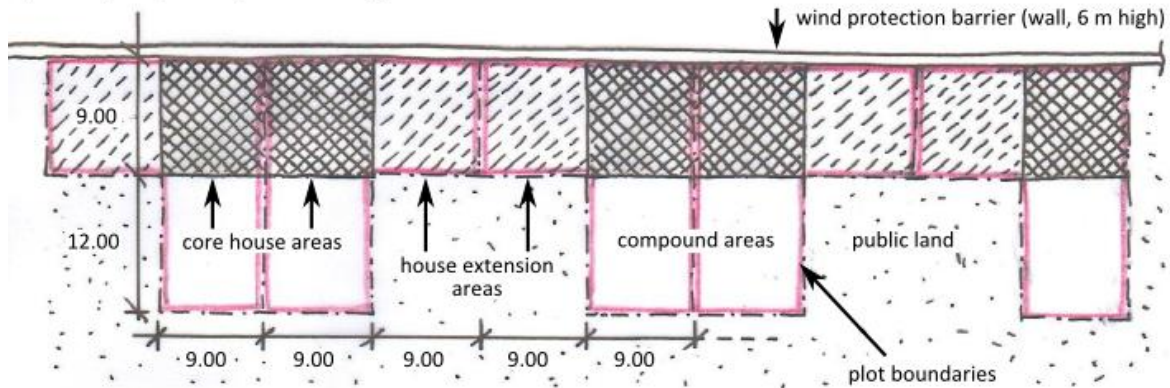 wind protection barrier (wall, 6 m high)
9.00
12.00
core house areas
house extension
areas
compound areas
public land
9.00
9.00
9.00
9.00
9.00
plot boundaries